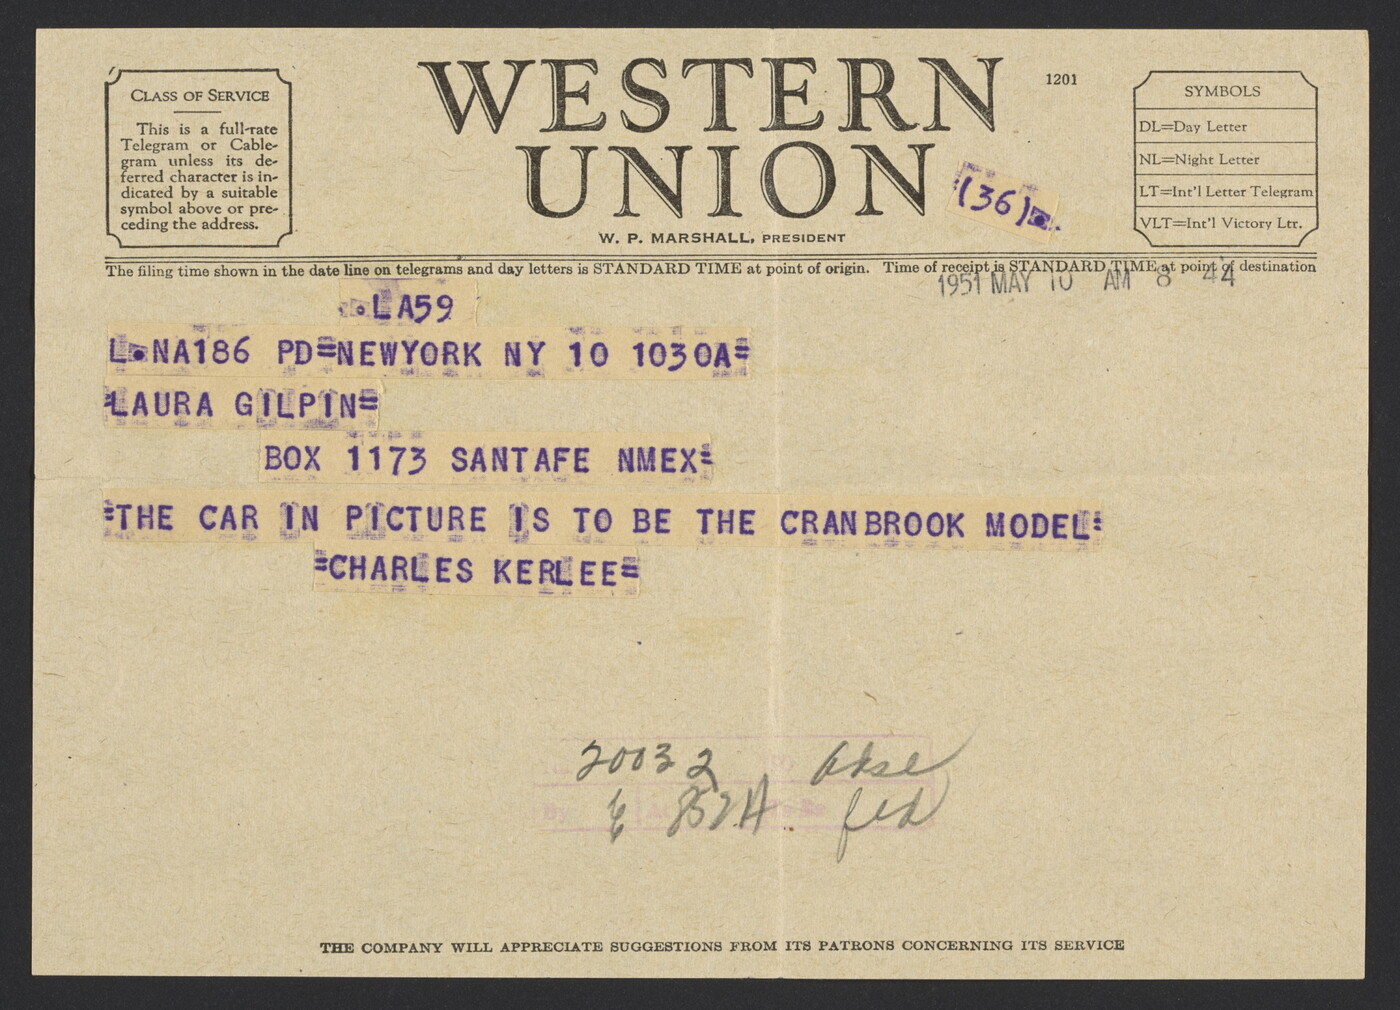 CLASS OF SERVICE
This is a full-rate
Telegram or Cable-
gram unless its de-
ferred character is in-
dicated by a suitable
symbol above or pre-
ceding the address.
WESTERN
UNION
1201
(36).
W. P. MARSHALL, PRESIDENT
SYMBOLS
DL=Day Letter
NL=Night Letter
LT=Int'l Letter Telegram
VLT=Int'l Victory Ltr.
The filing time shown in the date line on telegrams and day letters is STANDARD TIME at point of origin. Time of receipt is STANDARD TIME at point of destination
1951 MAY 10 AM 8 44
.LA59
L.NA186 PD=NEWYORK NY 10 1030A=
=LAURA GILPIN=
BOX 1173 SANTAFE NMEX=
=THE CAR IN PICTURE IS TO BE THE CRANBROOK MODEL=
=CHARLES KERLEE=
20032
852A
THE COMPANY WILL APPRECIATE SUGGESTIONS FROM ITS PATRONS CONCERNING ITS SERVICE